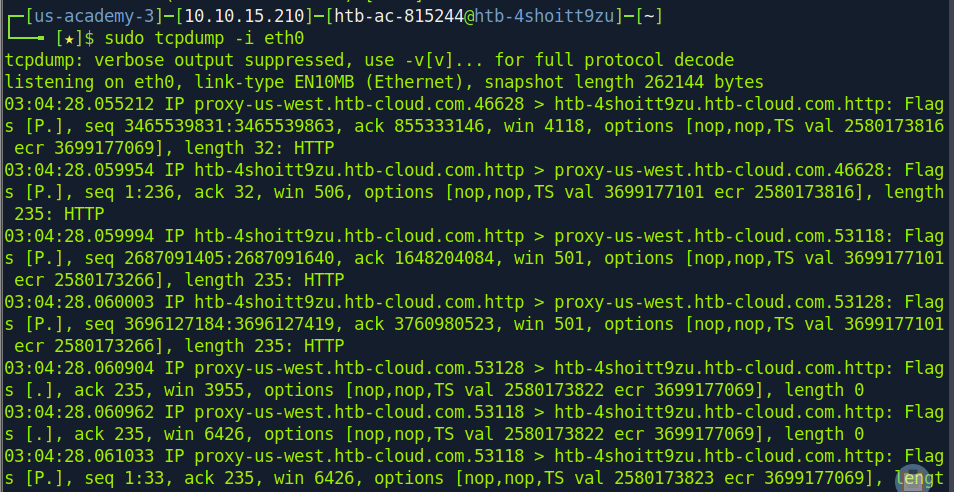 ┌─[us-academy-3]─[10.10.15.210]─[htb-ac-815244@htb-4shoitt9zu]─[~]
└──╼ [★]$ sudo tcpdump -i eth0
tcpdump: verbose output suppressed, use -v[v]... for full protocol decode
listening on eth0, link-type EN10MB (Ethernet), snapshot length 262144 bytes
03:04:28.055212 IP proxy-us-west.htb-cloud.com.46628 > htb-4shoitt9zu.htb-cloud.com.http: Flag
s [P.], seq 3465539831:3465539863, ack 855333146, win 4118, options [nop,nop,TS val 2580173816
 ecr 3699177069], length 32: HTTP
03:04:28.059954 IP htb-4shoitt9zu.htb-cloud.com.http > proxy-us-west.htb-cloud.com.46628: Flag
s [P.], seq 1:236, ack 32, win 506, options [nop,nop,TS val 3699177101 ecr 2580173816], length
 235: HTTP
03:04:28.059994 IP htb-4shoitt9zu.htb-cloud.com.http > proxy-us-west.htb-cloud.com.53118: Flag
s [P.], seq 2687091405:2687091640, ack 1648204084, win 501, options [nop,nop,TS val 3699177101
 ecr 2580173266], length 235: HTTP
03:04:28.060003 IP htb-4shoitt9zu.htb-cloud.com.http > proxy-us-west.htb-cloud.com.53128: Flag
s [P.], seq 3696127184:3696127419, ack 3760980523, win 501, options [nop,nop,TS val 3699177101
 ecr 2580173266], length 235: HTTP
03:04:28.060904 IP proxy-us-west.htb-cloud.com.53128 > htb-4shoitt9zu.htb-cloud.com.http: Flag
s [.], ack 235, win 3955, options [nop,nop,TS val 2580173822 ecr 3699177069], length 0
03:04:28.060962 IP proxy-us-west.htb-cloud.com.53118 > htb-4shoitt9zu.htb-cloud.com.http: Flag
s [.], ack 235, win 6426, options [nop,nop,TS val 2580173822 ecr 3699177069], length 0
03:04:28.061033 IP proxy-us-west.htb-cloud.com.53118 > htb-4shoitt9zu.htb-cloud.com.http: Flag
s [P.], seq 1:33, ack 235, win 6426, options [nop,nop,TS val 2580173823 ecr 3699177069], lengt